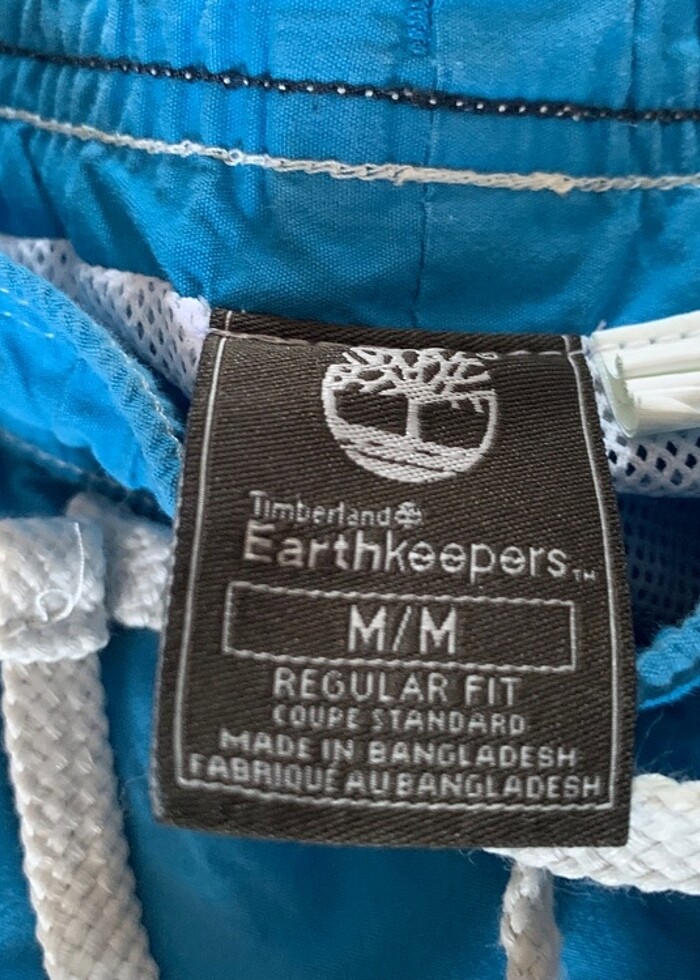 Timberland
Earthkeepers™
M/M
REGULAR FIT
COUPE STANDARD
MADE IN BANGLADESH
FABRIQUÉ AU BANGLADESH